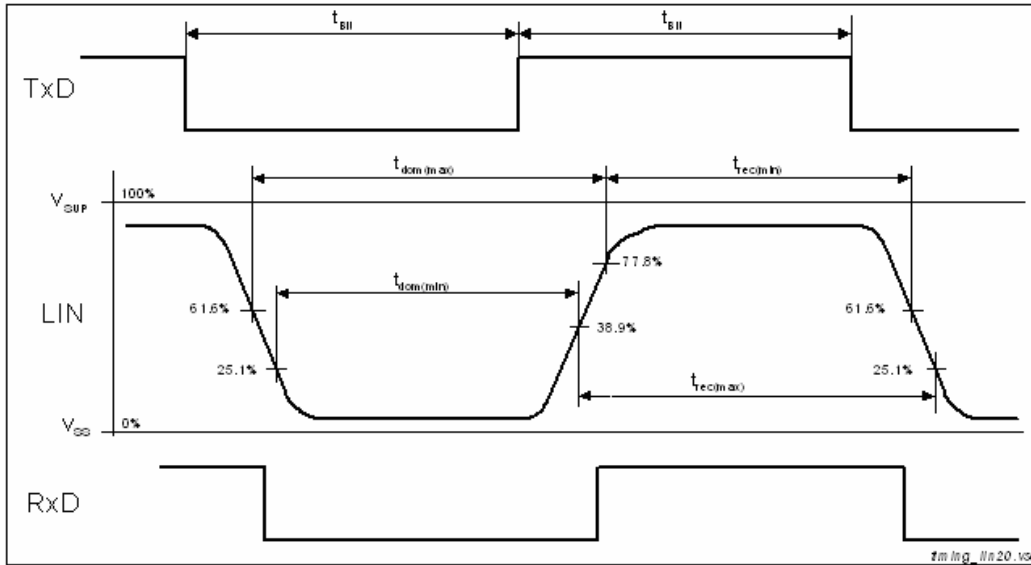 tBit tBit
TxD
tdom(max) trec(min)
VSUP 100%
77.8%
LIN 61.6% tdom(min) 38.9% 61.6%
25.1% trec(max) 25.1%
VSS 0%
RxD
timing_lin20.vs